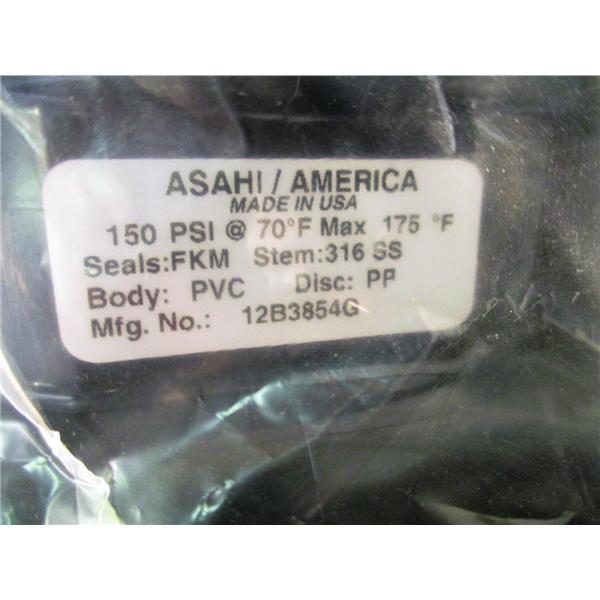 ASAHI / AMERICA
MADE IN USA
150 PSI @ 70°F Max 175 °F
Seals:FKM Stem:316 SS
Body: PVC Disc: PP
Mfg. No.: 12B3854G